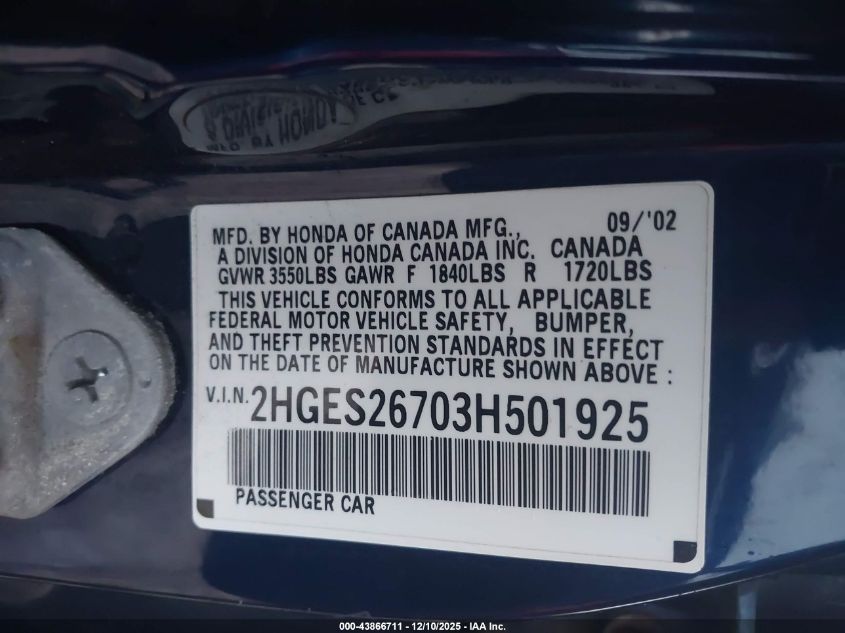 MFD. BY HONDA OF CANADA MFG., 09/'02
A DIVISION OF HONDA CANADA INC. CANADA
GVWR 3550LBS GAWR F 1840LBS R 1720LBS
THIS VEHICLE CONFORMS TO ALL APPLICABLE
FEDERAL MOTOR VEHICLE SAFETY, BUMPER,
AND THEFT PREVENTION STANDARDS IN EFFECT
ON THE DATE OF MANUFACTURE SHOWN ABOVE :
V.I.N. 2HGES26703H501925
PASSENGER CAR
000-43866711 - 12/10/2025 - IAA Inc.